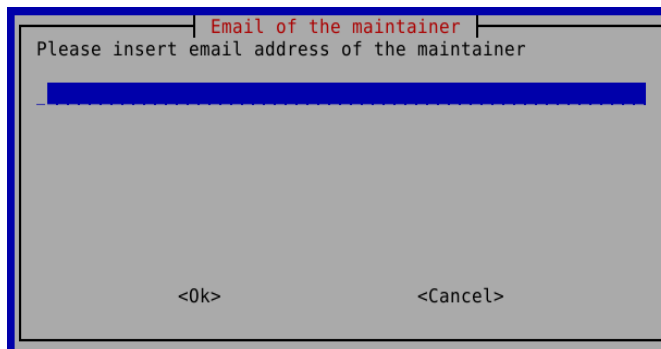 Email of the maintainer
Please insert email address of the maintainer
<Ok> <Cancel>